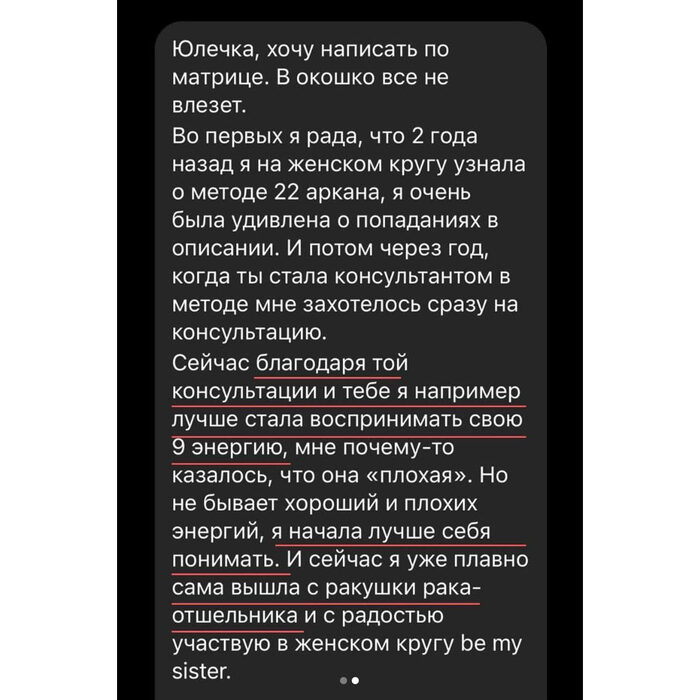 Юлечка, хочу написать по
матрице. В окошко все не
влезет.
Во первых я рада, что 2 года
назад я на женском кругу узнала
о методе 22 аркана, я очень
была удивлена о попаданиях в
описании. И потом через год,
когда ты стала консультантом в
методе мне захотелось сразу на
консультацию.
Сейчас благодаря той
консультации и тебе я например
лучше стала воспринимать свою
9 энергию, мне почему-то
казалось, что она «плохая». Но
не бывает хороший и плохих
энергий, я начала лучше себя
понимать. И сейчас я уже плавно
сама вышла с ракушки рака-
отшельника и с радостью
участвую в женском кругу be my
sister.